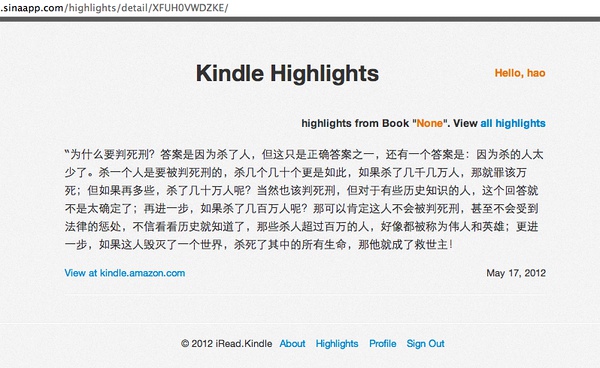 .sinaapp.com/highlights/detail/XFUH0VWDZKE/
Kindle Highlights
Hello, hao
highlights from Book "None". View all highlights
“为什么要判死刑？答案是因为杀了人，但这只是正确答案之一，还有一个答案是：因为杀的人太
少了。杀一个人是要被判死刑的，杀几个几十个更是如此，如果杀了几千几万人，那就罪该万
死；但如果再多些，杀了几十万人呢？当然也该判死刑，但对于有些历史知识的人，这个回答就
不是太确定了；再进一步，如果杀了几百万人呢？那可以肯定这人不会被判死刑，甚至不会受到
法律的惩处，不信看看历史就知道了，那些杀人超过百万的人，好像都被称为伟人和英雄；更进
一步，如果这人毁灭了一个世界，杀死了其中的所有生命，那他就成了救世主！
View at kindle.amazon.com
May 17, 2012
© 2012 iRead.Kindle About Highlights Profile Sign Out